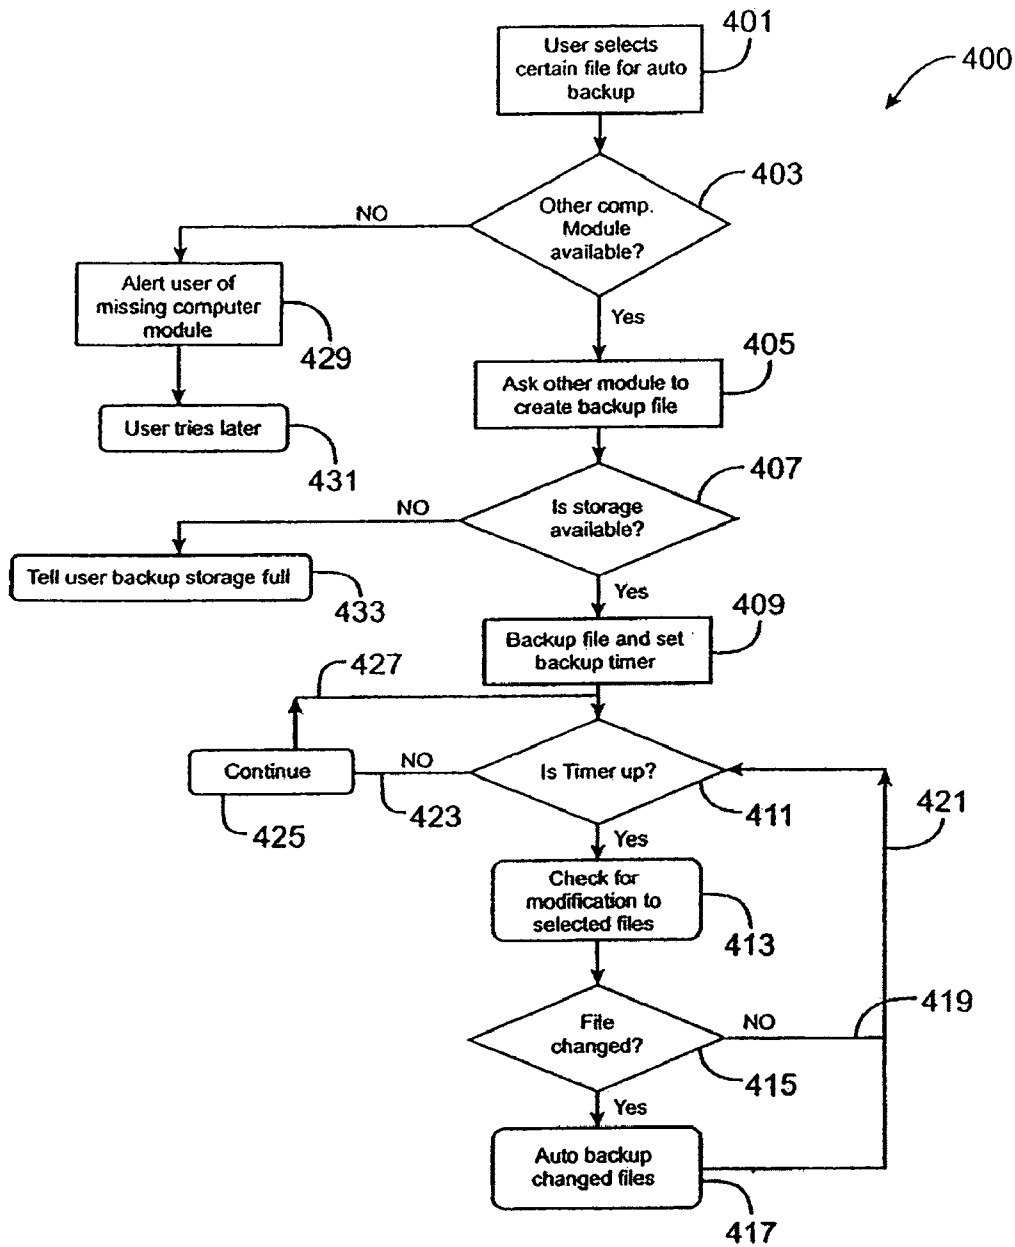 401
User selects
certain file for auto
backup
400
403
Other comp.
Module
available?
NO
Alert user of
missing computer
module
429
Yes
405
Ask other module to
create backup file
User tries later
431
407
Is storage
available?
NO
Tell user backup storage full
433
Yes
409
Backup file and set
backup timer
427
Is Timer up?
NO
Continue
423
425
411
421
Yes
Check for
modification to
selected files
413
419
File
changed?
NO
415
Yes
Auto backup
changed files
417